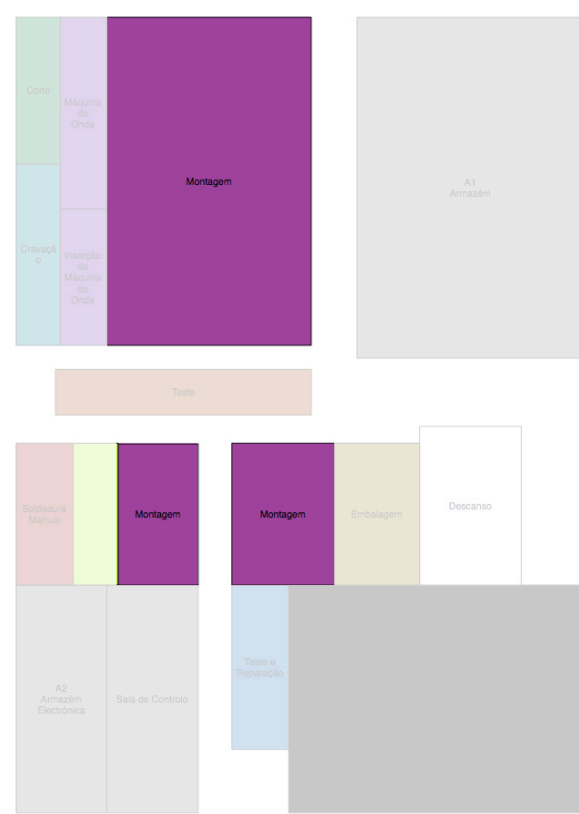 Corte
Máquina
de
Onda
Montagem
A1
Armazém
Cravaçã
o
Inserção
da
Máquina
de
Onda
Teste
Soldadura
Manual
Montagem
Montagem
Embalagem
Descanso
A2
Armazém
Electrónica
Sala de Controlo
Teste e
Reparação